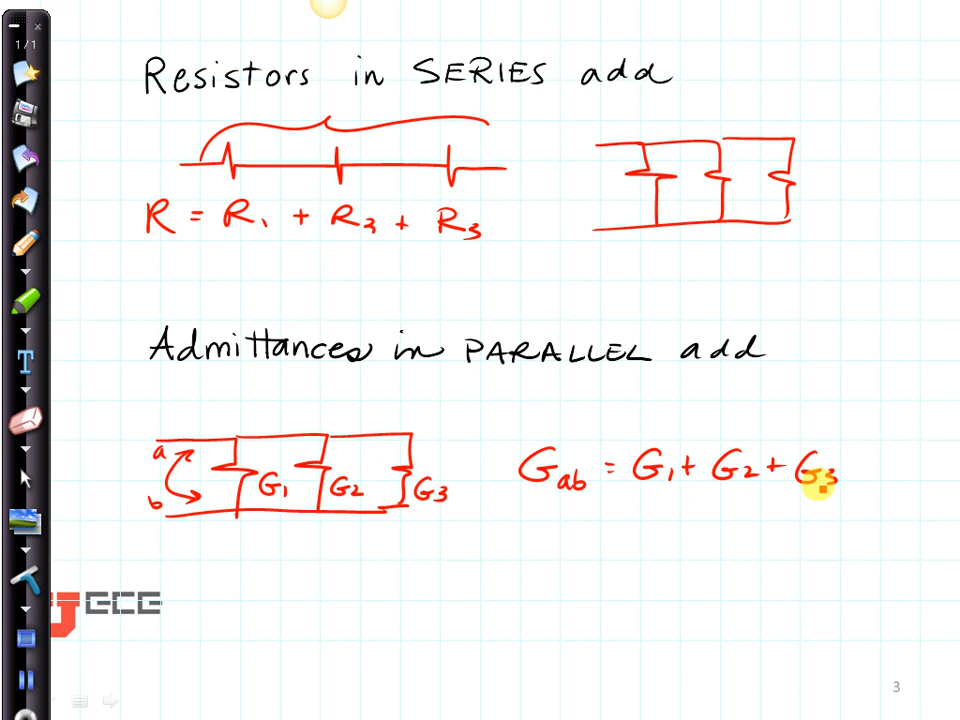 1/1
Resistors in SERIES add
R = R1 + R2 + R3
Admittances in PARALLEL add
a
b
G1 G2 G3
Gab = G1 + G2 + G3
T
ECE
3